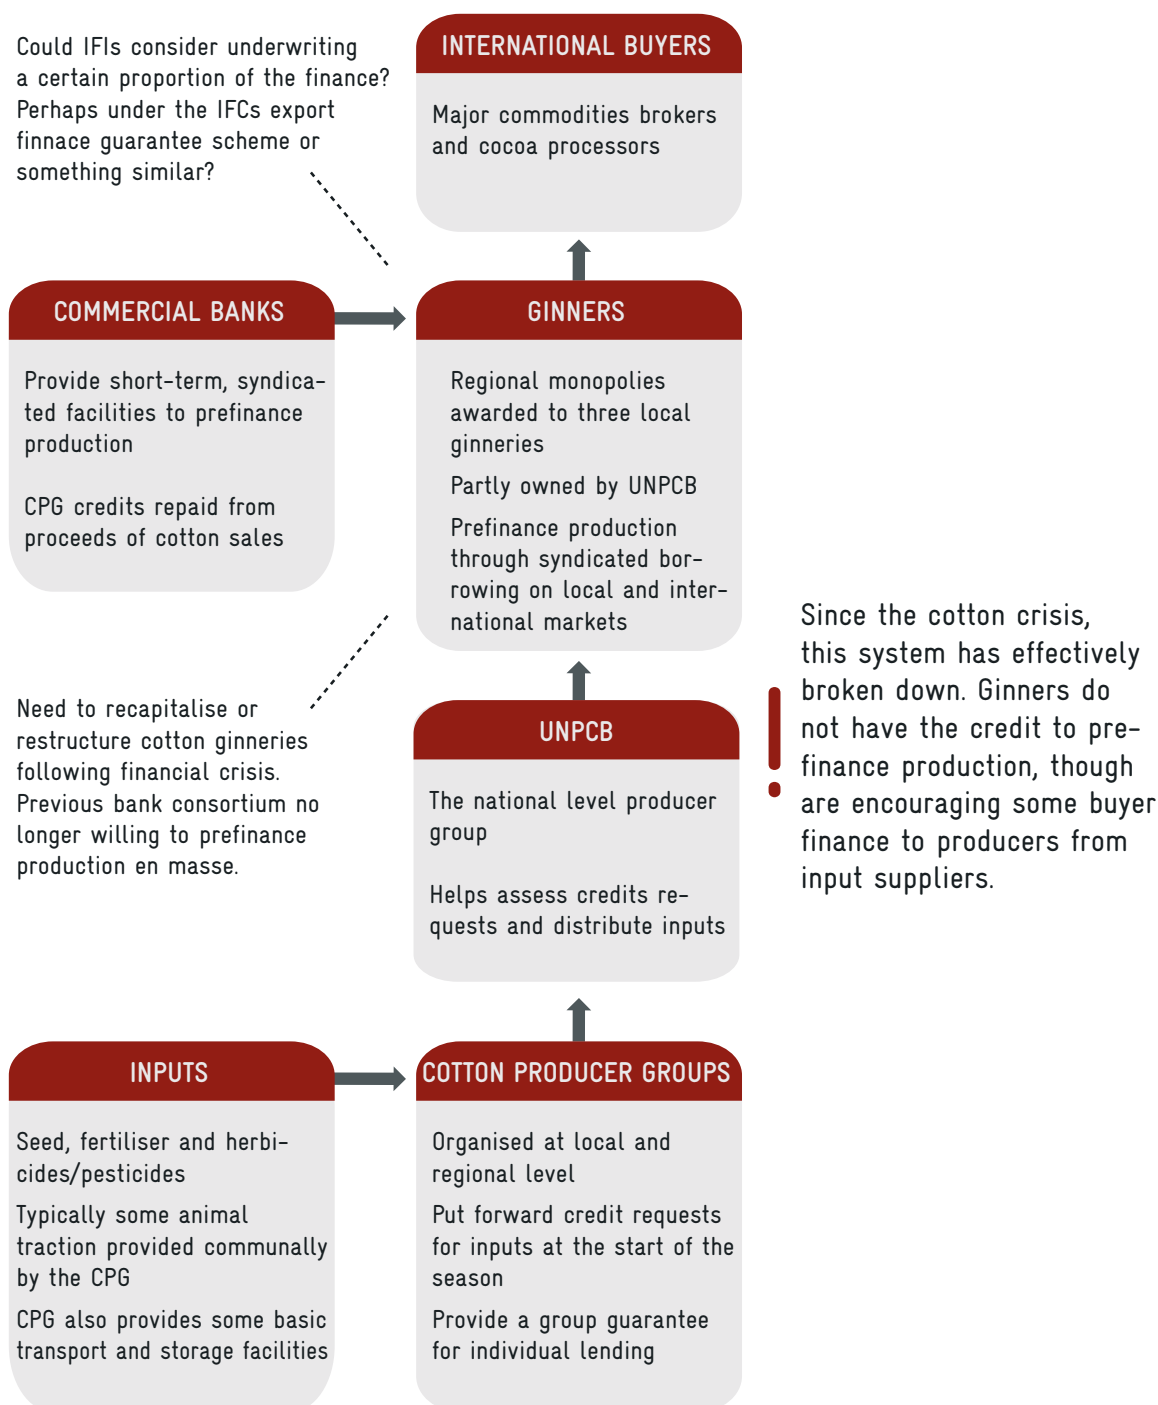 Could IFIs consider underwriting
a certain proportion of the finance?
Perhaps under the IFCs export
finnace guarantee scheme or
something similar?
INTERNATIONAL BUYERS
Major commodities brokers
and cocoa processors
COMMERCIAL BANKS
Provide short-term, syndica-
ted facilities to prefinance
production
CPG credits repaid from
proceeds of cotton sales
GINNERS
Regional monopolies
awarded to three local
ginneries
Partly owned by UNPCB
Prefinance production
through syndicated bor-
rowing on local and inter-
national markets
Need to recapitalise or
restructure cotton ginneries
following financial crisis.
Previous bank consortium no
longer willing to prefinance
production en masse.
UNPCB
The national level producer
group
Helps assess credits re-
quests and distribute inputs
!
Since the cotton crisis,
this system has effectively
broken down. Ginners do
not have the credit to pre-
finance production, though
are encouraging some buyer
finance to producers from
input suppliers.
INPUTS
Seed, fertiliser and herbi-
cides/pesticides
Typically some animal
traction provided communally
by the CPG
CPG also provides some basic
transport and storage facilities
COTTON PRODUCER GROUPS
Organised at local and
regional level
Put forward credit requests
for inputs at the start of the
season
Provide a group guarantee
for individual lending